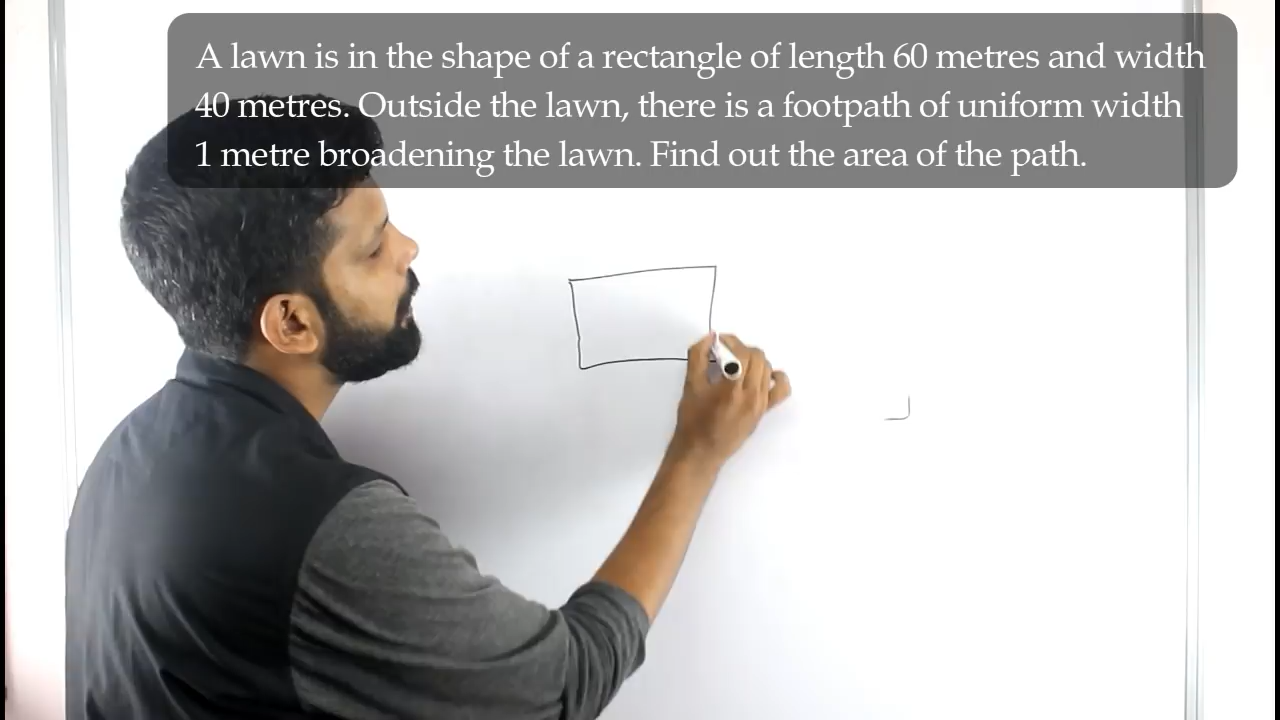 A lawn is in the shape of a rectangle of length 60 metres and width
40 metres. Outside the lawn, there is a footpath of uniform width
1 metre broadening the lawn. Find out the area of the path.